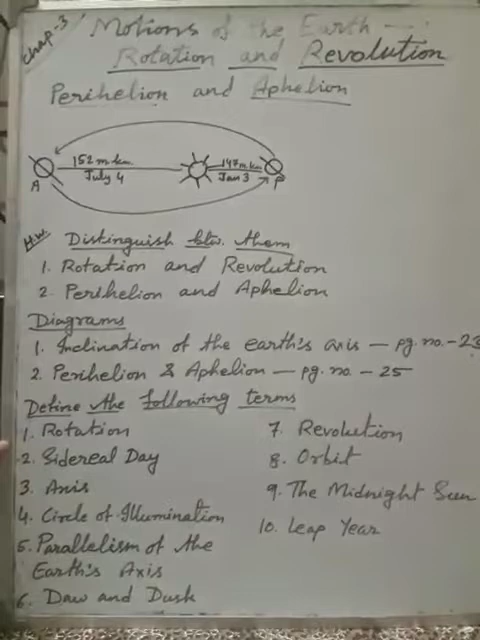 Chap. 3
Motions of the Earth —
Rotation and Revolution
Perihelion and Aphelion
152 m. km. 147 m. km
July 4 Jan 3
A P
H.W. Distinguish btw. them
1. Rotation and Revolution
2. Perihelion and Aphelion
Diagrams
1. Inclination of the earth's axis — pg. no. - 23
2. Perihelion & Aphelion — pg. no. - 25
Define the following terms
1. Rotation
2. Sidereal Day
3. Axis
4. Circle of Illumination
5. Parallelism of the
Earth's Axis
6. Daw and Dusk
7. Revolution
8. Orbit
9. The Midnight Sun
10. Leap Year